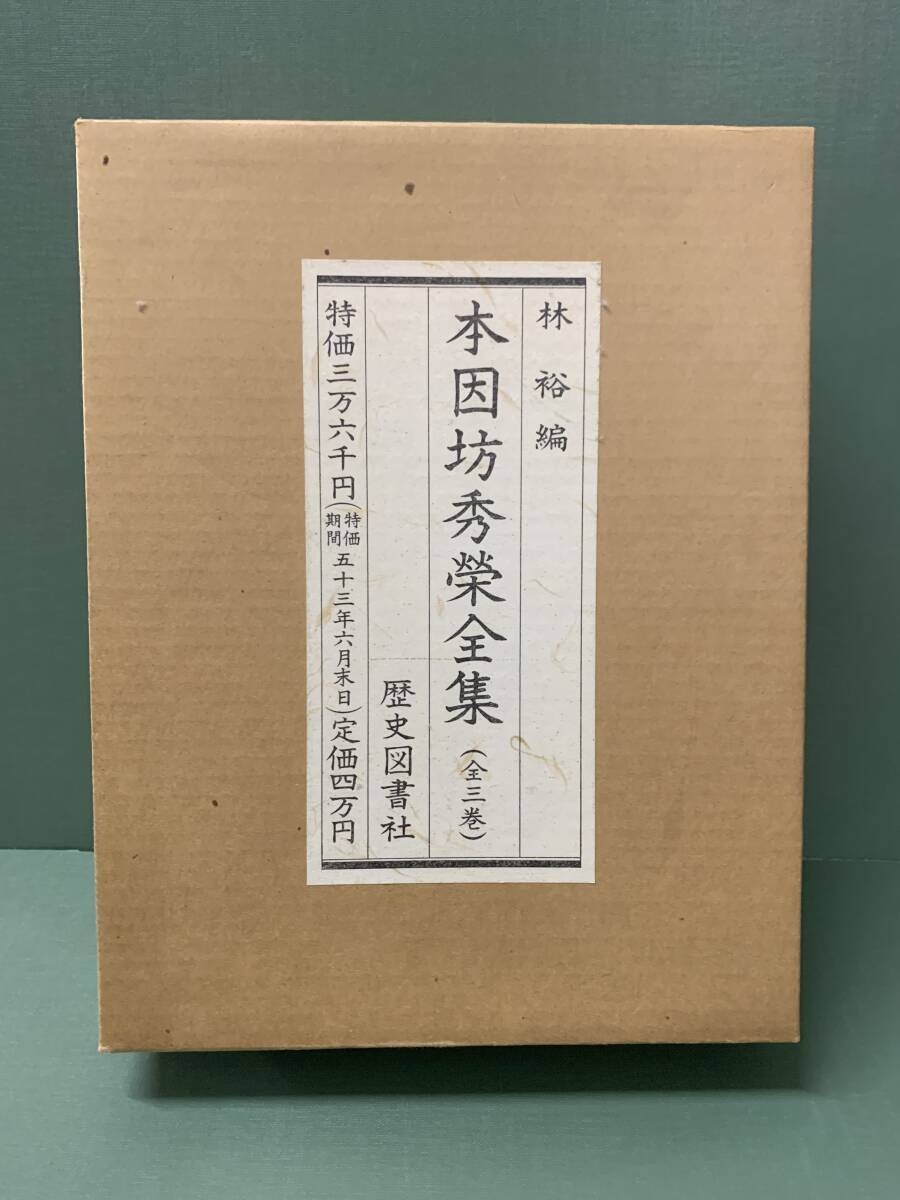 林裕編
本因坊秀榮全集(全三巻)
歴史図書社
特価三万六千円(特価期間五十三年六月末日)定価四万円